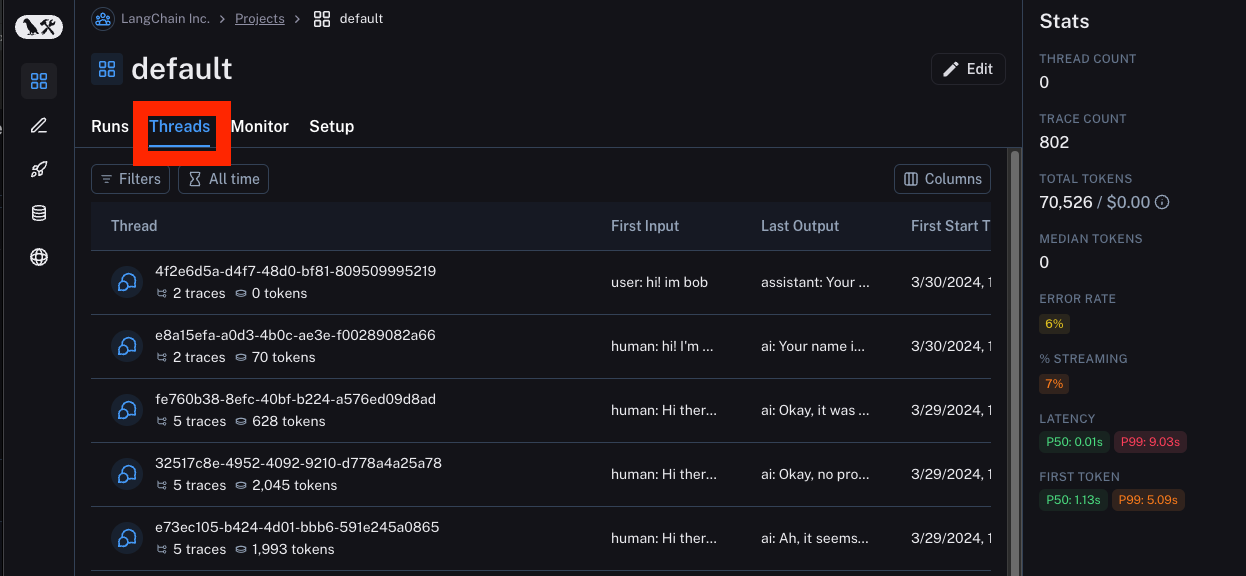 LangChain Inc. > Projects > default
default
Edit
Runs Threads Monitor Setup
Filters All time Columns
Thread First Input Last Output First Start T
4f2e6d5a-d4f7-48d0-bf81-809509995219
2 traces 0 tokens
user: hi! im bob assistant: Your ... 3/30/2024, 1
e8a15efa-a0d3-4b0c-ae3e-f00289082a66
2 traces 70 tokens
human: hi! I'm ... ai: Your name i... 3/30/2024, 1
fe760b38-8efc-40bf-b224-a576ed09d8ad
5 traces 628 tokens
human: Hi ther... ai: Okay, it was ... 3/29/2024, 1
32517c8e-4952-4092-9210-d778a4a25a78
5 traces 2,045 tokens
human: Hi ther... ai: Okay, no pro... 3/29/2024, 1
e73ec105-b424-4d01-bbb6-591e245a0865
5 traces 1,993 tokens
human: Hi ther... ai: Ah, it seems... 3/29/2024, 1
Stats
THREAD COUNT
0
TRACE COUNT
802
TOTAL TOKENS
70,526 / $0.00
MEDIAN TOKENS
0
ERROR RATE
6%
% STREAMING
7%
LATENCY
P50: 0.01s P99: 9.03s
FIRST TOKEN
P50: 1.13s P99: 5.09s